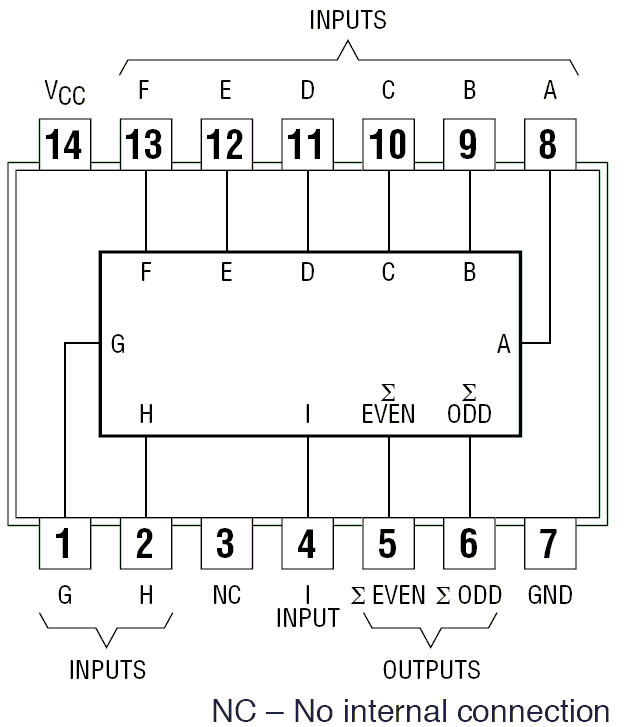 INPUTS
VCC F E D C B A
14 13 12 11 10 9 8
F E D C B
G A
Σ Σ
H I EVEN ODD
1 2 3 4 5 6 7
G H NC I Σ EVEN Σ ODD GND
INPUT
INPUTS OUTPUTS
NC – No internal connection